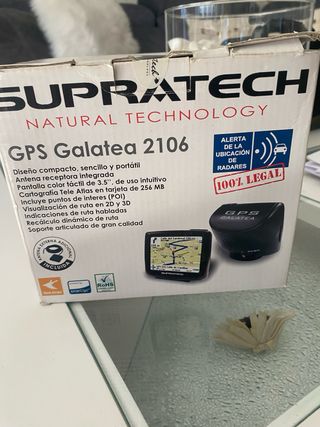 SUPRATECH
NATURAL TECHNOLOGY
GPS Galatea 2106
Diseño compacto, sencillo y portátil
Antena receptora integrada
Pantalla color táctil de 3.5", de uso intuitivo
Cartografía Tele Atlas en tarjeta de 256 MB
Incluye puntos de interes (POI)
Visualización de ruta en 2D y 3D
Indicaciones de ruta habladas
Recálculo dinámico de ruta
Soporte articulado de gran calidad
ALERTA
DE LA
UBICACIÓN
DE
RADARES
100% LEGAL
GPS
GALATEA
INCLUIDA
RoHS